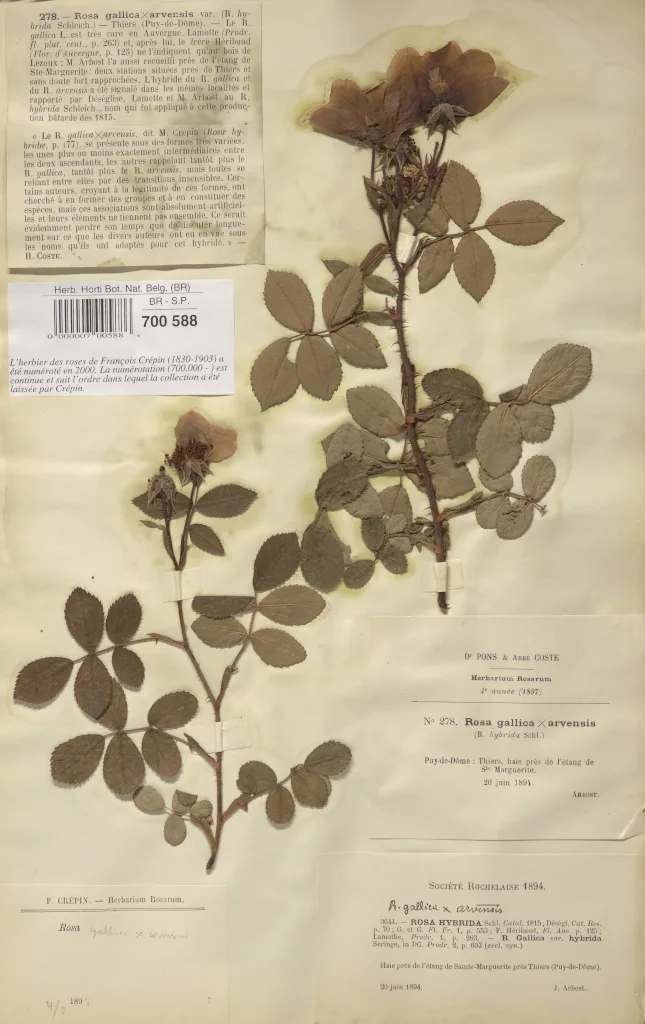 278. — Rosa gallica×arvensis var. (R. hy-
brida Schleich.) — Thiers (Puy-de-Dôme). — Le R.
gallica L. est très rare en Auvergne. Lamotte (Prodr.
fl. plat. cent., p. 263) et, après lui, le frère Héribaud
(Flor. d'Auvergne, p. 125) ne l'indiquent qu'au bois de
Lezoux ; M. Arbost l'a aussi recueilli près de l'étang de
Ste-Marguerite : deux stations situées près de Thiers et
sans doute fort rapprochées. L'hybride du R. gallica et
du R. arvensis a été signalé dans les mêmes localités et
rapporté par Déséglise, Lamotte et M. Arbost au R.
hybrida Schleich., nom qui fut appliqué à cette produc-
tion bâtarde dès 1815.
« Le R. gallica×arvensis, dit M. Crépin (Rosæ hy-
bridæ, p. (77), se présente sous des formes très variées,
les unes plus ou moins exactement intermédiaires entre
les deux ascendants, les autres rappelant tantôt plus le
R. gallica, tantôt plus le R. arvensis, mais toutes se
reliant entre elles par des transitions insensibles. Cer-
tains auteurs, croyant à la légitimité de ces formes, ont
cherché à en former des groupes et à en constituer des
espèces, mais ces associations sont absolument artificiel-
les et leurs éléments ne tiennent pas ensemble. Ce serait
évidemment perdre son temps que de discuter longue-
ment sur ce que les divers auteurs ont eu en vue sous
les noms qu'ils ont adoptés pour cet hybride. » —
H. COSTE.
Herb. Horti Bot. Nat. Belg. (BR)
BR - S.P.
700 588
0 000007 00588
L'herbier des roses de François Crépin (1830-1903) a
été numéroté en 2000. La numérotation (700,000 - ) est
continue et suit l'ordre dans lequel la collection a été
laissée par Crépin.
Dr PONS & ABBÉ COSTE
Herbarium Rosarum
4e année (1897)
No 278. Rosa gallica × arvensis
(R. hybrida Schl.)
Puy-de-Dôme : Thiers, haie près de l'étang de
Ste Marguerite.
20 juin 1894.
ARBOST.
SOCIÉTÉ ROCHELAISE 1894.
R. gallica x arvensis
3644. — ROSA HYBRIDA Schl. Catal. 1815; Déségl. Cat. Ros.
p. 70 ; G. et G. Fl. Fr. 1, p. 553 ; F. Héribaud, Fl. Auv. p. 125 ;
Lamothe, Prodr. 1, p. 263. — R. Gallica var. hybrida
Seringe, in DC. Prodr. 2, p. 603 (excl. syn.)
Haie près de l'étang de Sainte-Marguerite près Thiers (Puy-de-Dôme).
20 juin 1894.
J. Arbost.
F. CRÉPIN. — Herbarium Rosarum.
Rosa gallica x arvensis
189